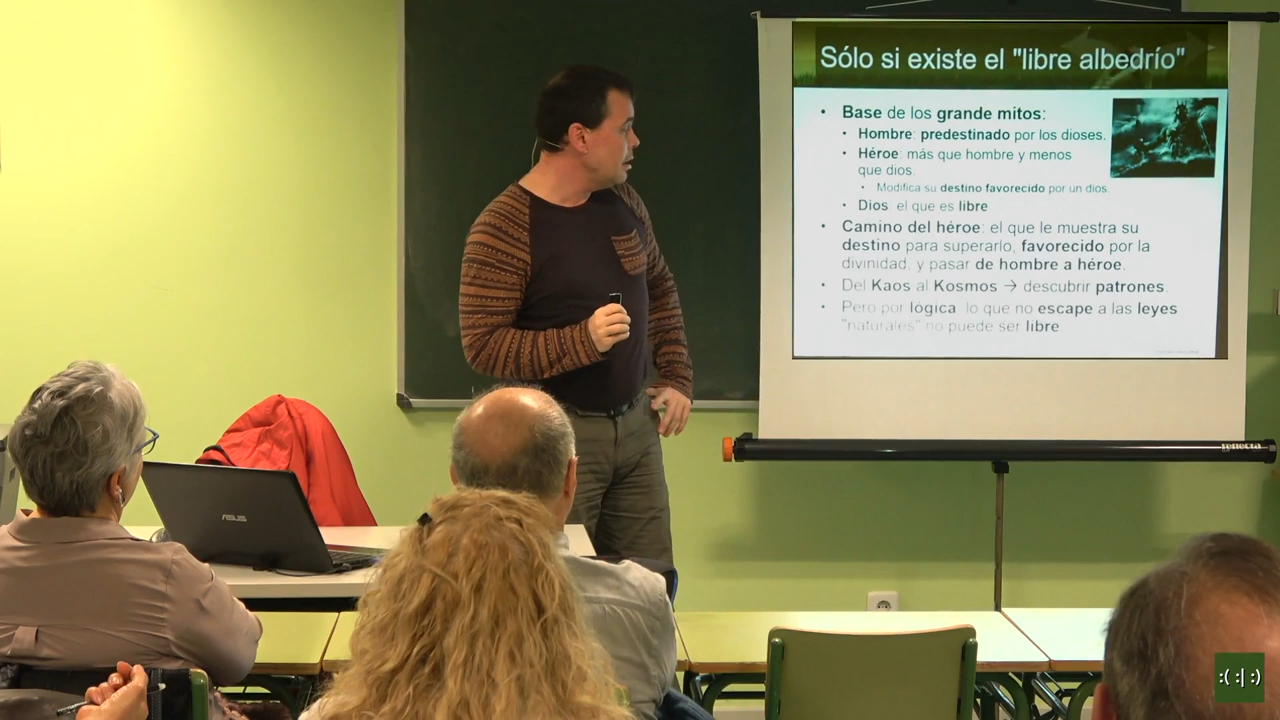 Sólo si existe el "libre albedrío"
• Base de los grande mitos:
• Hombre: predestinado por los dioses.
• Héroe: más que hombre y menos
que dios.
• Modifica su destino favorecido por un dios.
• Dios: el que es libre
• Camino del héroe: el que le muestra su
destino para superarlo, favorecido por la
divinidad, y pasar de hombre a héroe.
• Del Kaos al Kosmos → descubrir patrones.
• Pero por lógica lo que no escape a las leyes
"naturales" no puede ser libre
reflecta
ASUS
:( :| :)